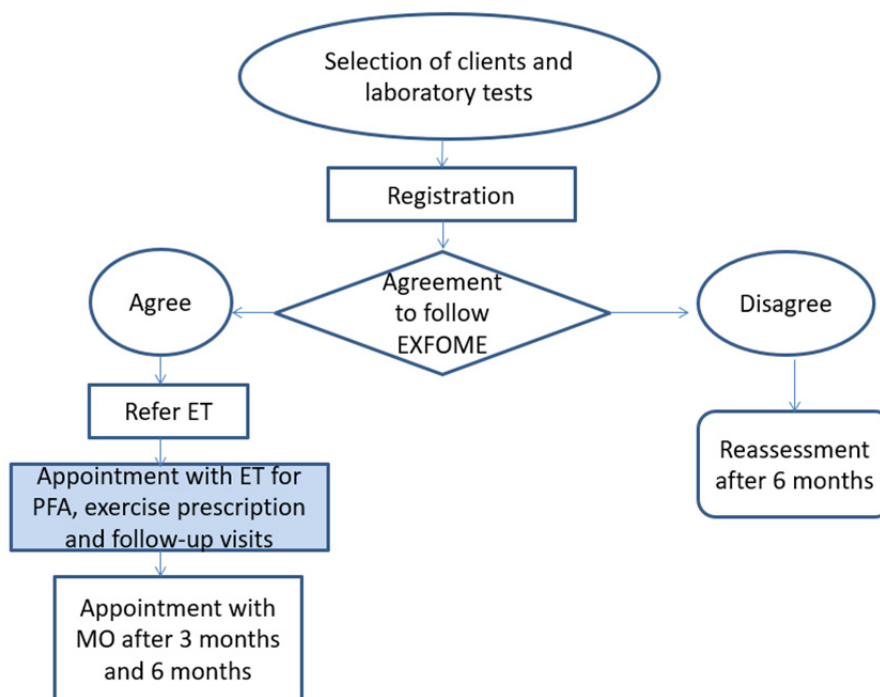 Selection of clients and
laboratory tests
Registration
Agreement
to follow
EXFOME
Agree
Disagree
Refer ET
Reassessment
after 6 months
Appointment with ET for
PFA, exercise prescription
and follow-up visits
Appointment with
MO after 3 months
and 6 months